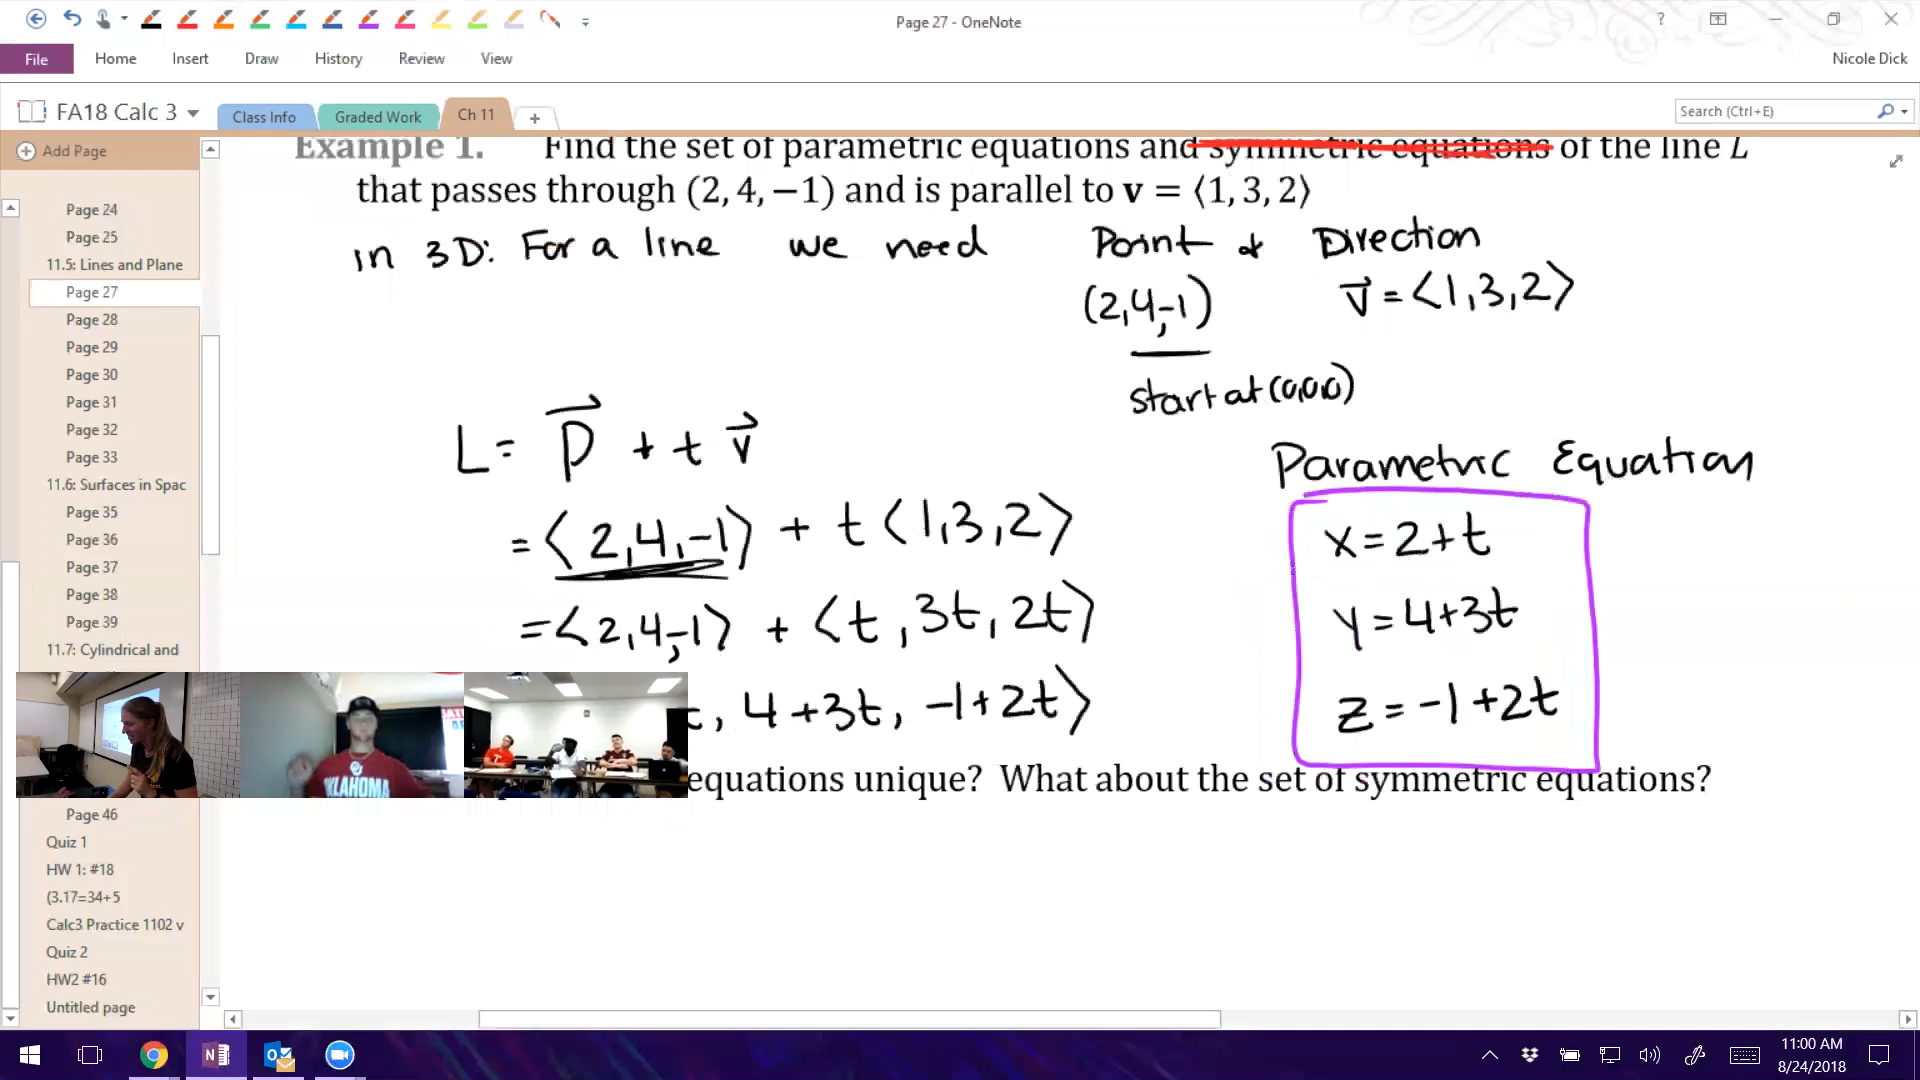 Page 27 - OneNote
?
File
Home
Insert
Draw
History
Review
View
Nicole Dick
FA18 Calc 3
Class Info
Graded Work
Ch 11
+
Search (Ctrl+E)
Add Page
Page 24
Page 25
11.5: Lines and Plane
Page 27
Page 28
Page 29
Page 30
Page 31
Page 32
Page 33
11.6: Surfaces in Spac
Page 35
Page 36
Page 37
Page 38
Page 39
11.7: Cylindrical and
Page 46
Quiz 1
HW 1: #18
(3.17=34+5
Calc3 Practice 1102 v
Quiz 2
HW2 #16
Untitled page
Example 1. Find the set of parametric equations and symmetric equations of the line L
that passes through (2, 4, −1) and is parallel to v = ⟨1, 3, 2⟩
in 3D: For a line we need Point & Direction
(2,4,-1) v⃗ = ⟨1,3,2⟩
start at (0,0,0)
L = P⃗ + t v⃗
= ⟨2,4,-1⟩ + t ⟨1,3,2⟩
= ⟨2,4,-1⟩ + ⟨t, 3t, 2t⟩
t, 4+3t, -1+2t⟩
Parametric Equation
x = 2+t
y = 4+3t
z = -1+2t
equations unique? What about the set of symmetric equations?
OKLAHOMA
11:00 AM
8/24/2018